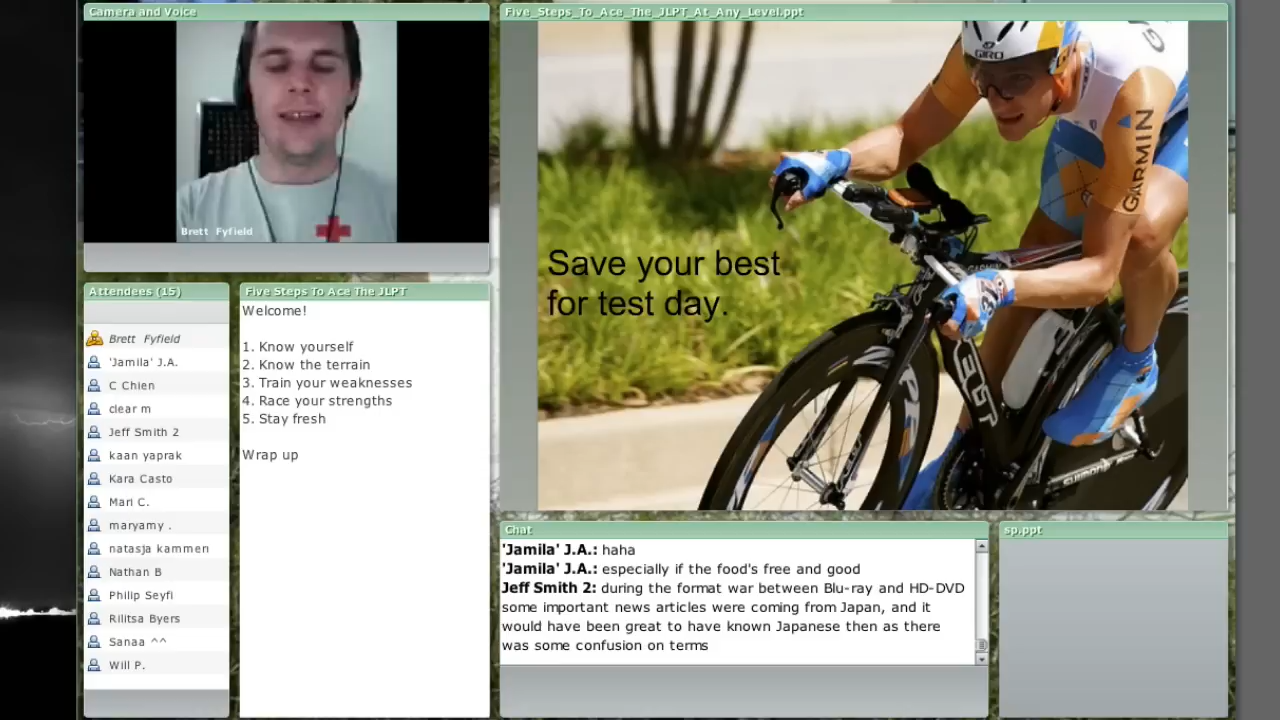 Camera and Voice
Brett Fyfield
Attendees (15)
Brett Fyfield
'Jamila' J.A.
C Chien
clear m
Jeff Smith 2
kaan yaprak
Kara Casto
Mari C.
maryamy .
natasja kammen
Nathan B
Philip Seyfi
Rilitsa Byers
Sanaa ^^
Will P.
Five Steps To Ace The JLPT
Welcome!
1. Know yourself
2. Know the terrain
3. Train your weaknesses
4. Race your strengths
5. Stay fresh
Wrap up
Five_Steps_To_Ace_The_JLPT_At_Any_Level.ppt
GIRO
GARMIN
Save your best
for test day.
Chat
'Jamila' J.A.: haha
'Jamila' J.A.: especially if the food's free and good
Jeff Smith 2: during the format war between Blu-ray and HD-DVD
some important news articles were coming from Japan, and it
would have been great to have known Japanese then as there
was some confusion on terms
sp.ppt